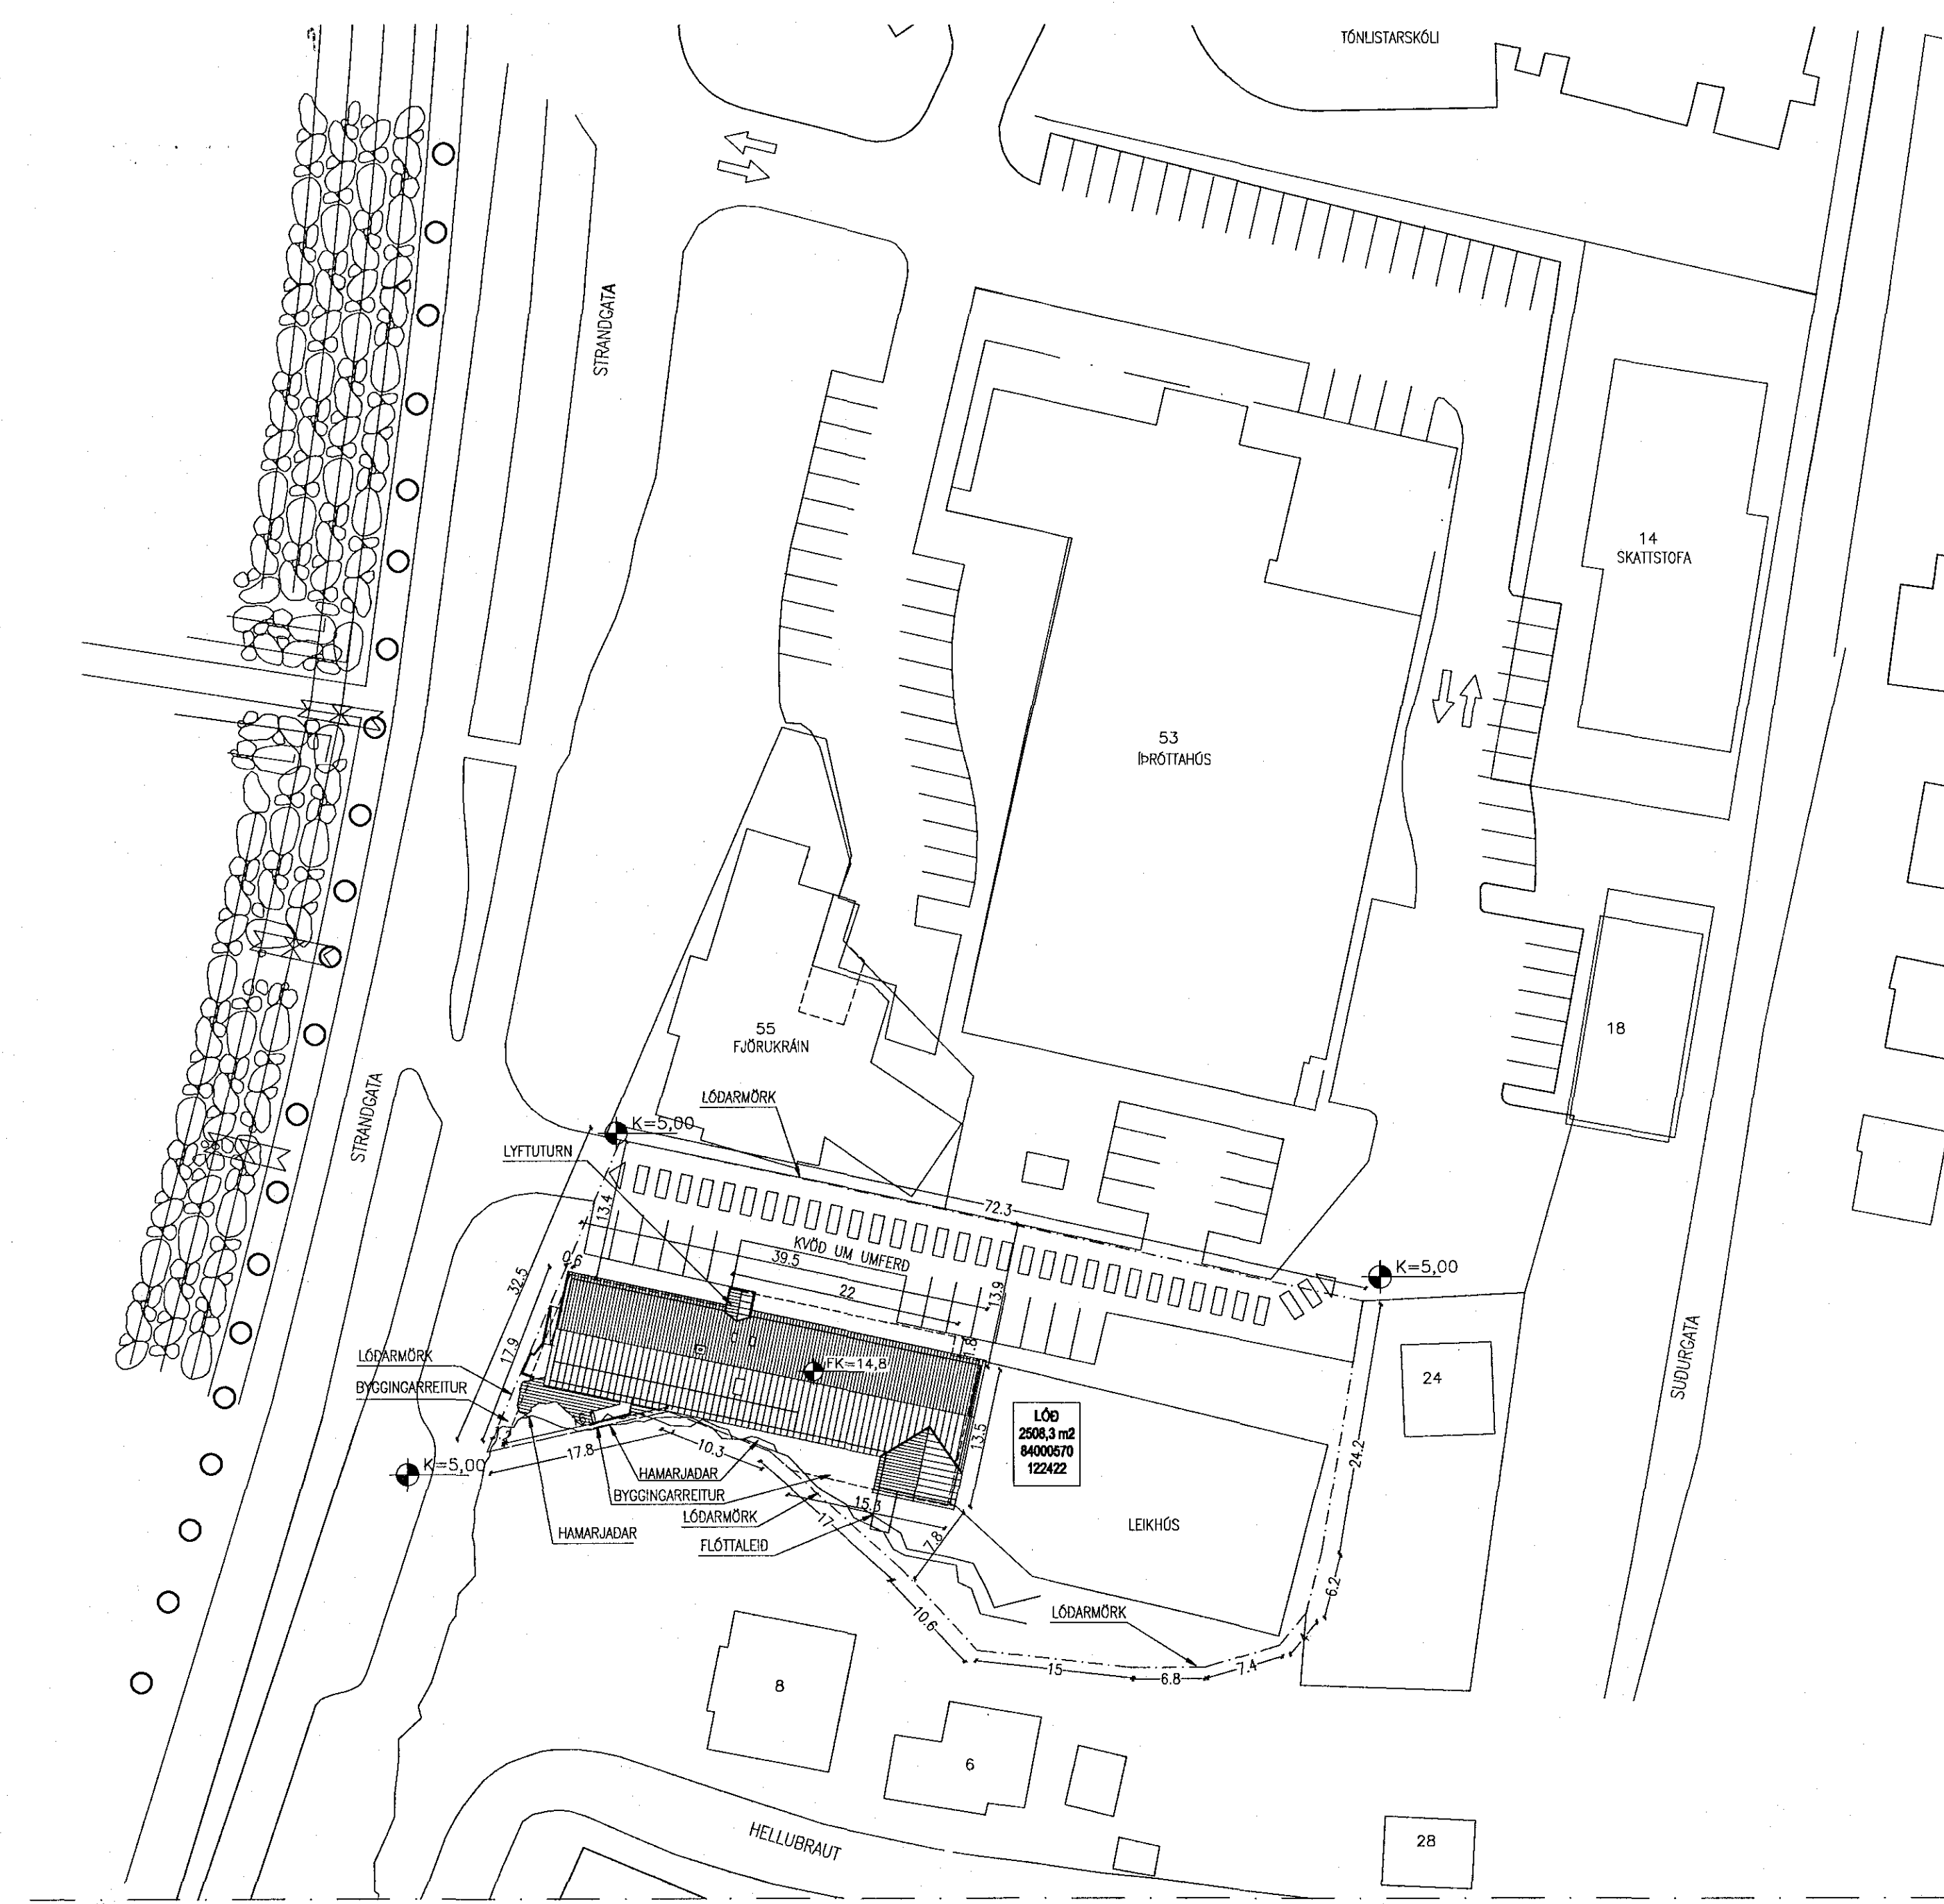 TÓNLISTARSKÓLI
STRANDGATA
14
SKATTSTOFA
53
ÍÞRÓTTAHÚS
18
55
FJÖRUKRÁIN
STRANDGATA
LÓÐARMÖRK
K=5,00
LYFTUTURN
72.3
13.4
KVÖÐ UM UMFERÐ
39.5
0.6
22
13.9
K=5,00
32.5
17.9
1.8
LÓÐARMÖRK
BYGGINGARREITUR
FK=14,8
24
SUÐURGATA
LÓÐ
2508,3 m2
84000570
122422
13.5
24.2
K=5,00
17.8
10.3
HAMARJAÐAR
BYGGINGARREITUR
15.3
LÓÐARMÖRK
17
HAMARJAÐAR
FLÓTTALEIÐ
7.8
LEIKHÚS
6.2
10.6
LÓÐARMÖRK
15
6.8
7.4
8
6
HELLUBRAUT
28